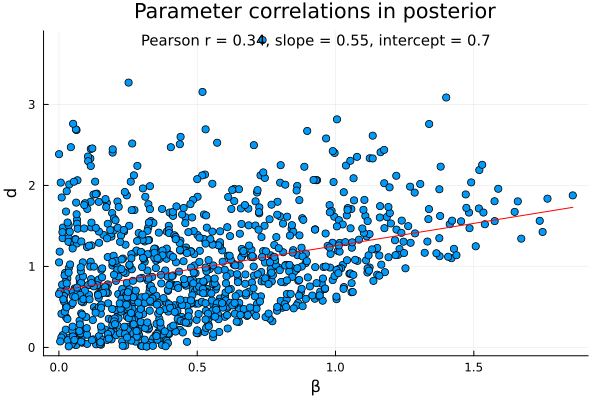 Parameter correlations in posterior
Pearson r = 0.34, slope = 0.55, intercept = 0.7
3
2
1
0
d
0.0 0.5 1.0 1.5
β